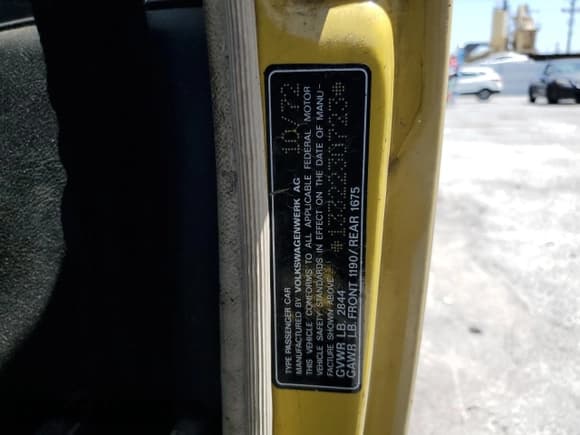 TYPE PASSENGER CAR
MANUFACTURED BY VOLKSWAGENWERK AG 10/72
THIS VEHICLE CONFORMS TO ALL APPLICABLE FEDERAL MOTOR
VEHICLE SAFETY STANDARDS IN EFFECT ON THE DATE OF MANU-
FACTURE SHOWN ABOVE *1332230723*
GVWR LB. 2844
GAWR LB. FRONT 1190/REAR 1675